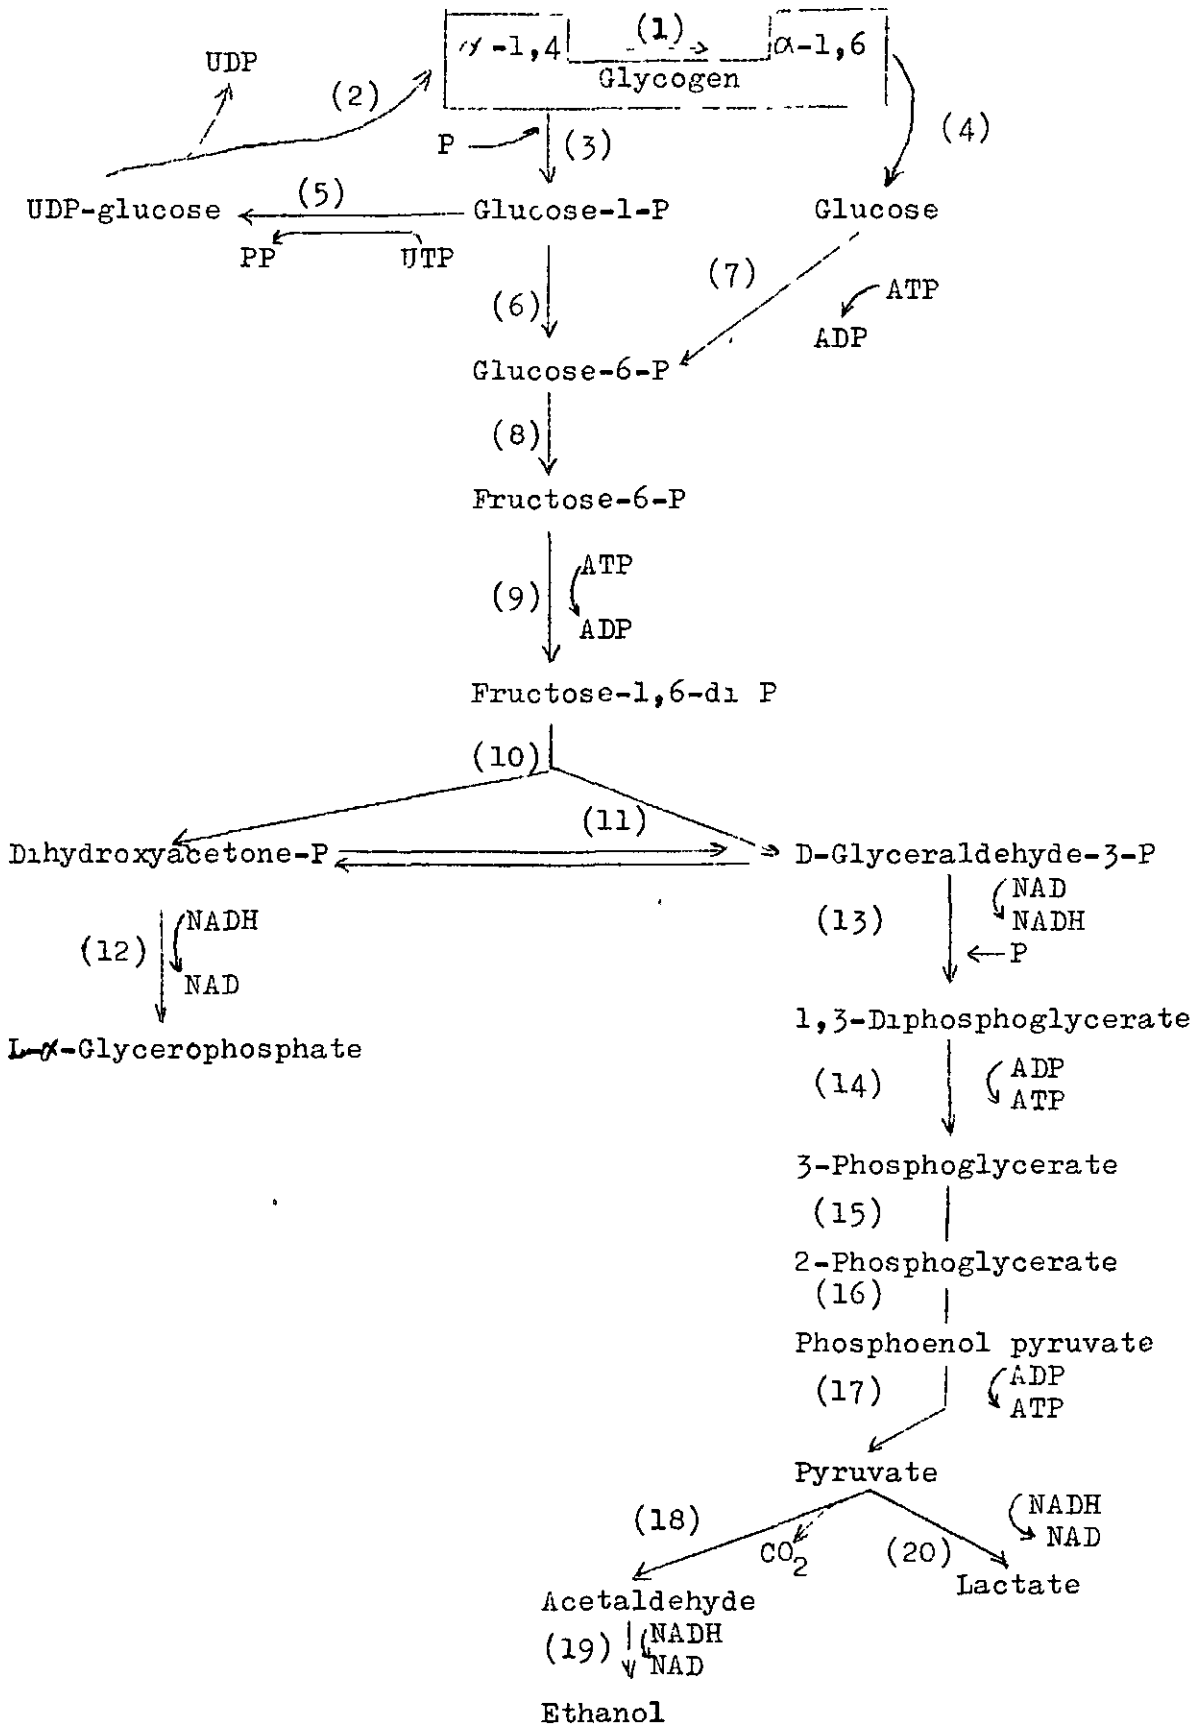 (1)
α-1,4 α-1,6
Glycogen
UDP
(2)
P
(3)
(4)
(5)
UDP-glucose Glucose-1-P Glucose
PP UTP
(6)
(7)
ATP
ADP
Glucose-6-P
(8)
Fructose-6-P
ATP
(9)
ADP
Fructose-1,6-di P
(10)
(11)
Dihydroxyacetone-P D-Glyceraldehyde-3-P
NADH
(12)
NAD
L-α-Glycerophosphate
NAD
(13) NADH
P
1,3-Diphosphoglycerate
ADP
(14)
ATP
3-Phosphoglycerate
(15)
2-Phosphoglycerate
(16)
Phosphoenol pyruvate
ADP
(17)
ATP
Pyruvate
(18)
CO2
NADH
NAD
(20)
Lactate
Acetaldehyde
NADH
(19)
NAD
Ethanol